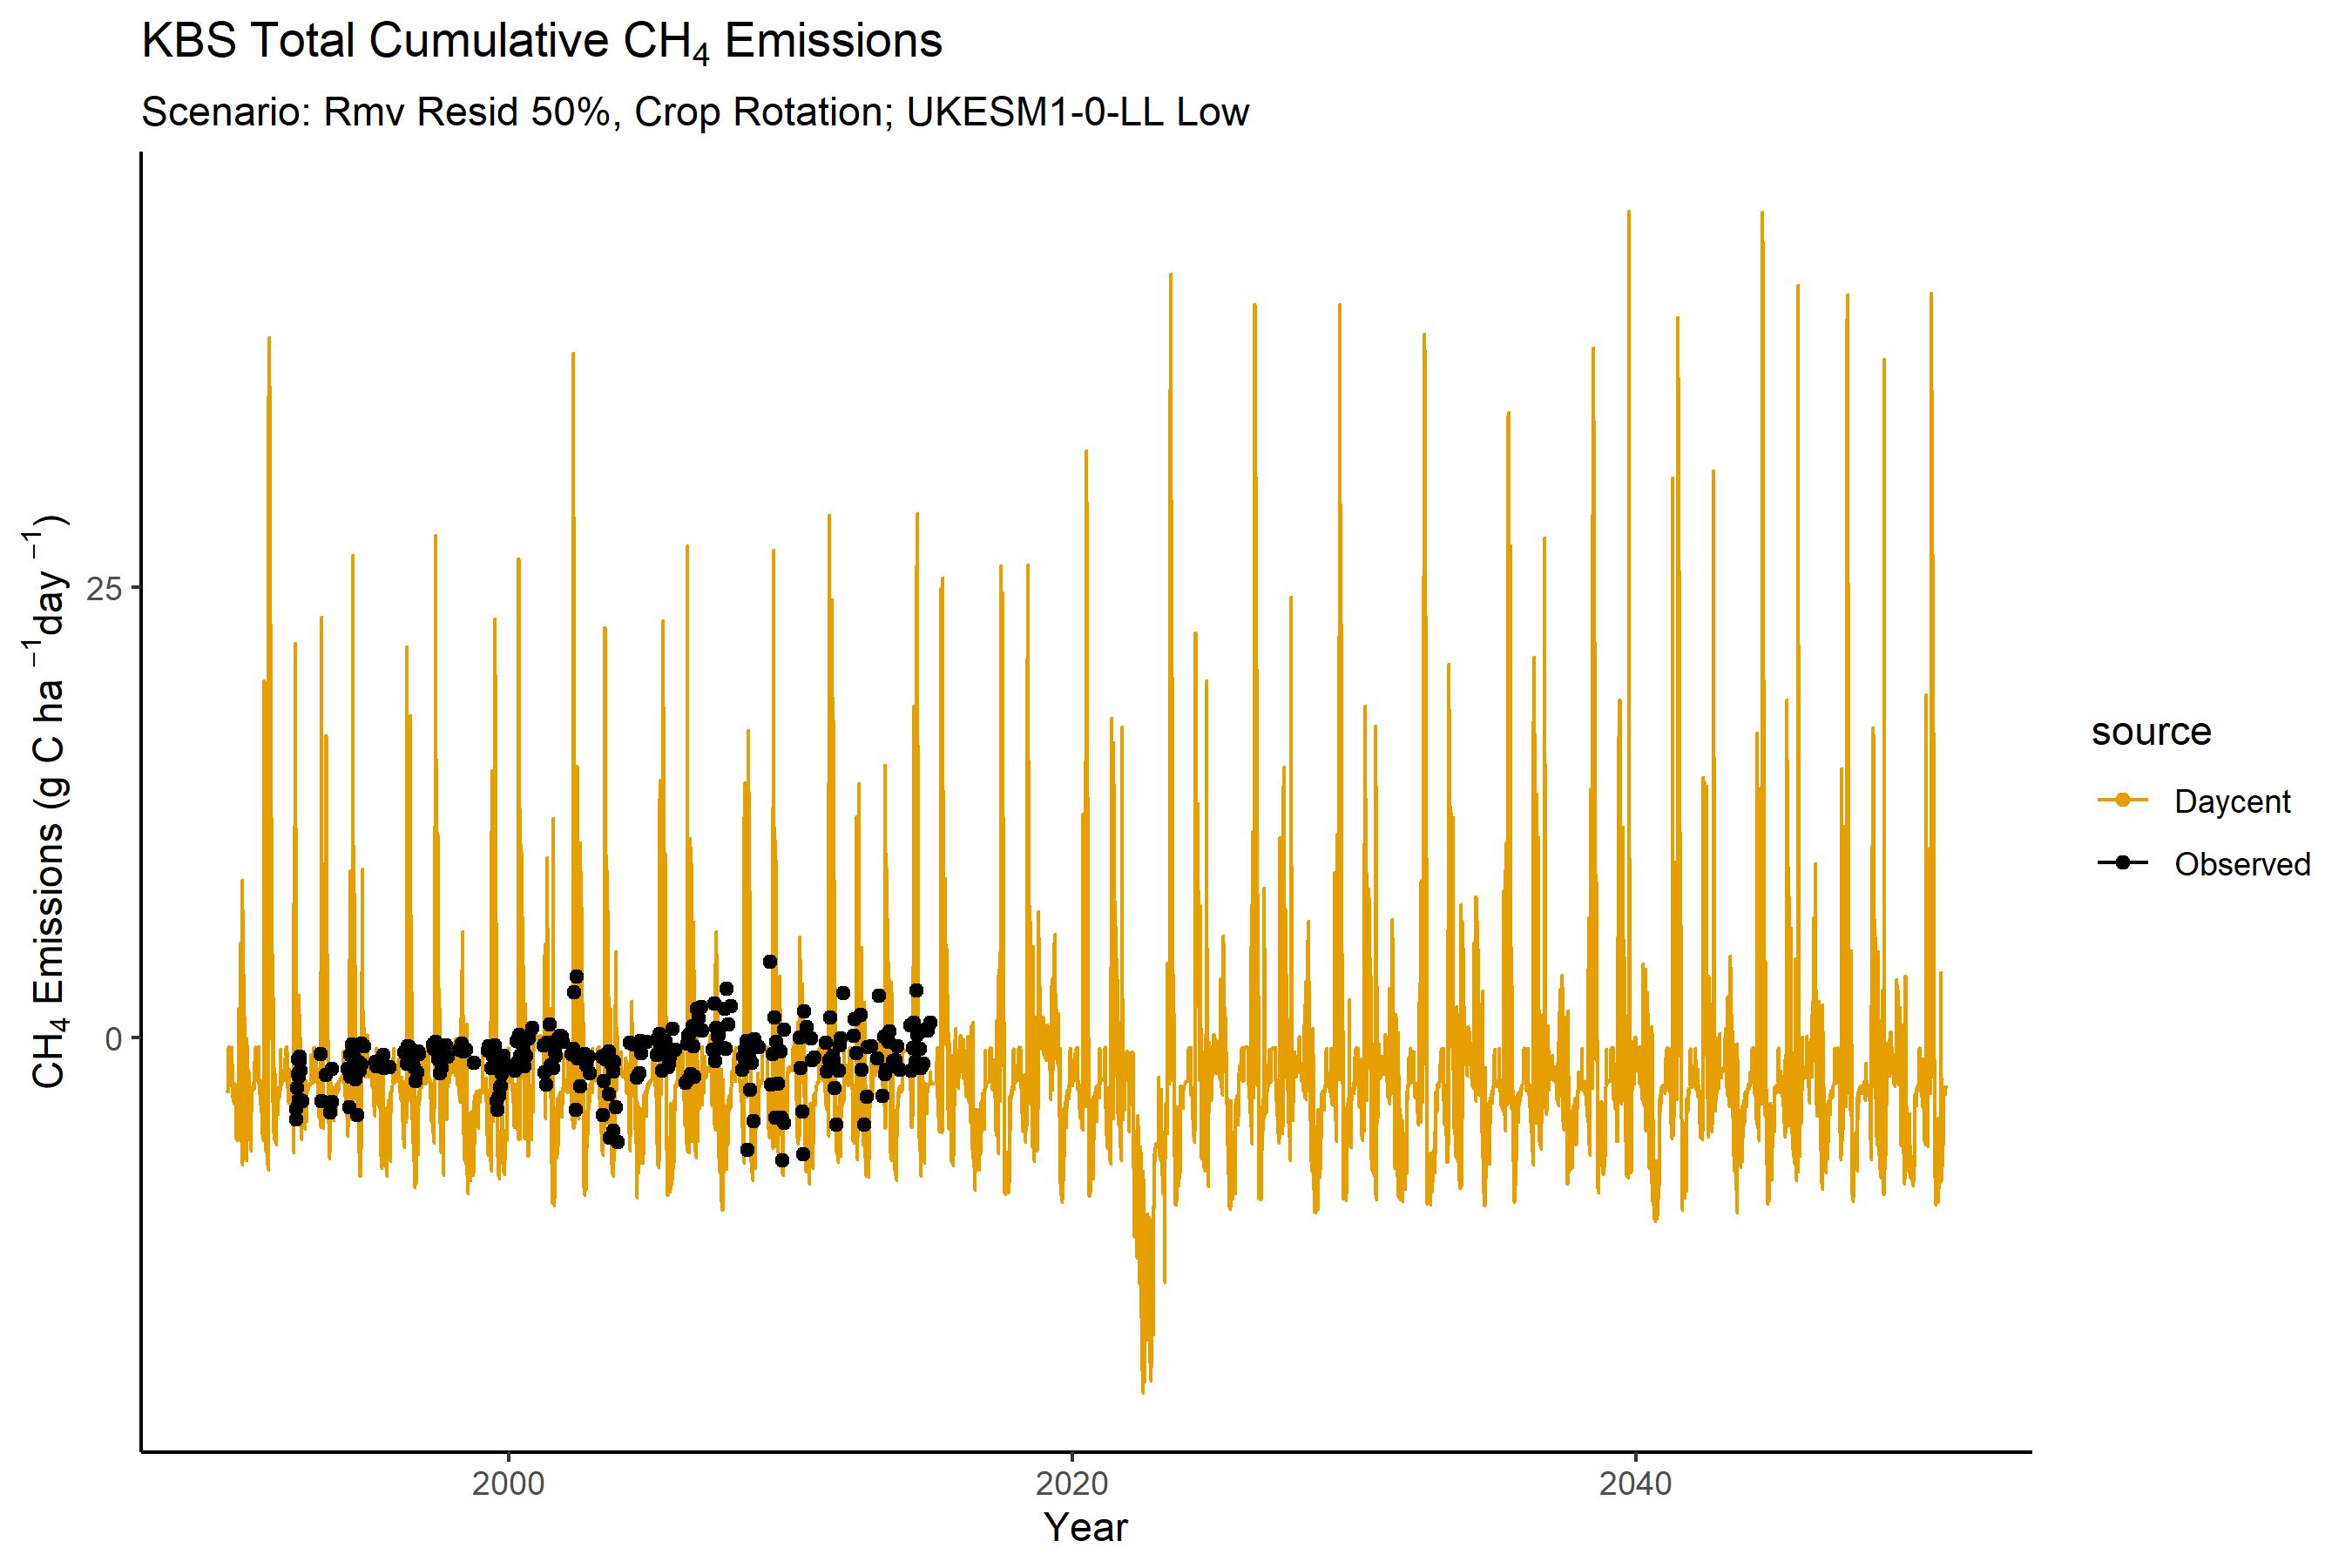 KBS Total Cumulative CH₄ Emissions
Scenario: Rmv Resid 50%, Crop Rotation; UKESM1-0-LL Low
CH₄ Emissions (g C ha ⁻¹day ⁻¹)
25
0
2000
2020
2040
Year
source
Daycent
Observed